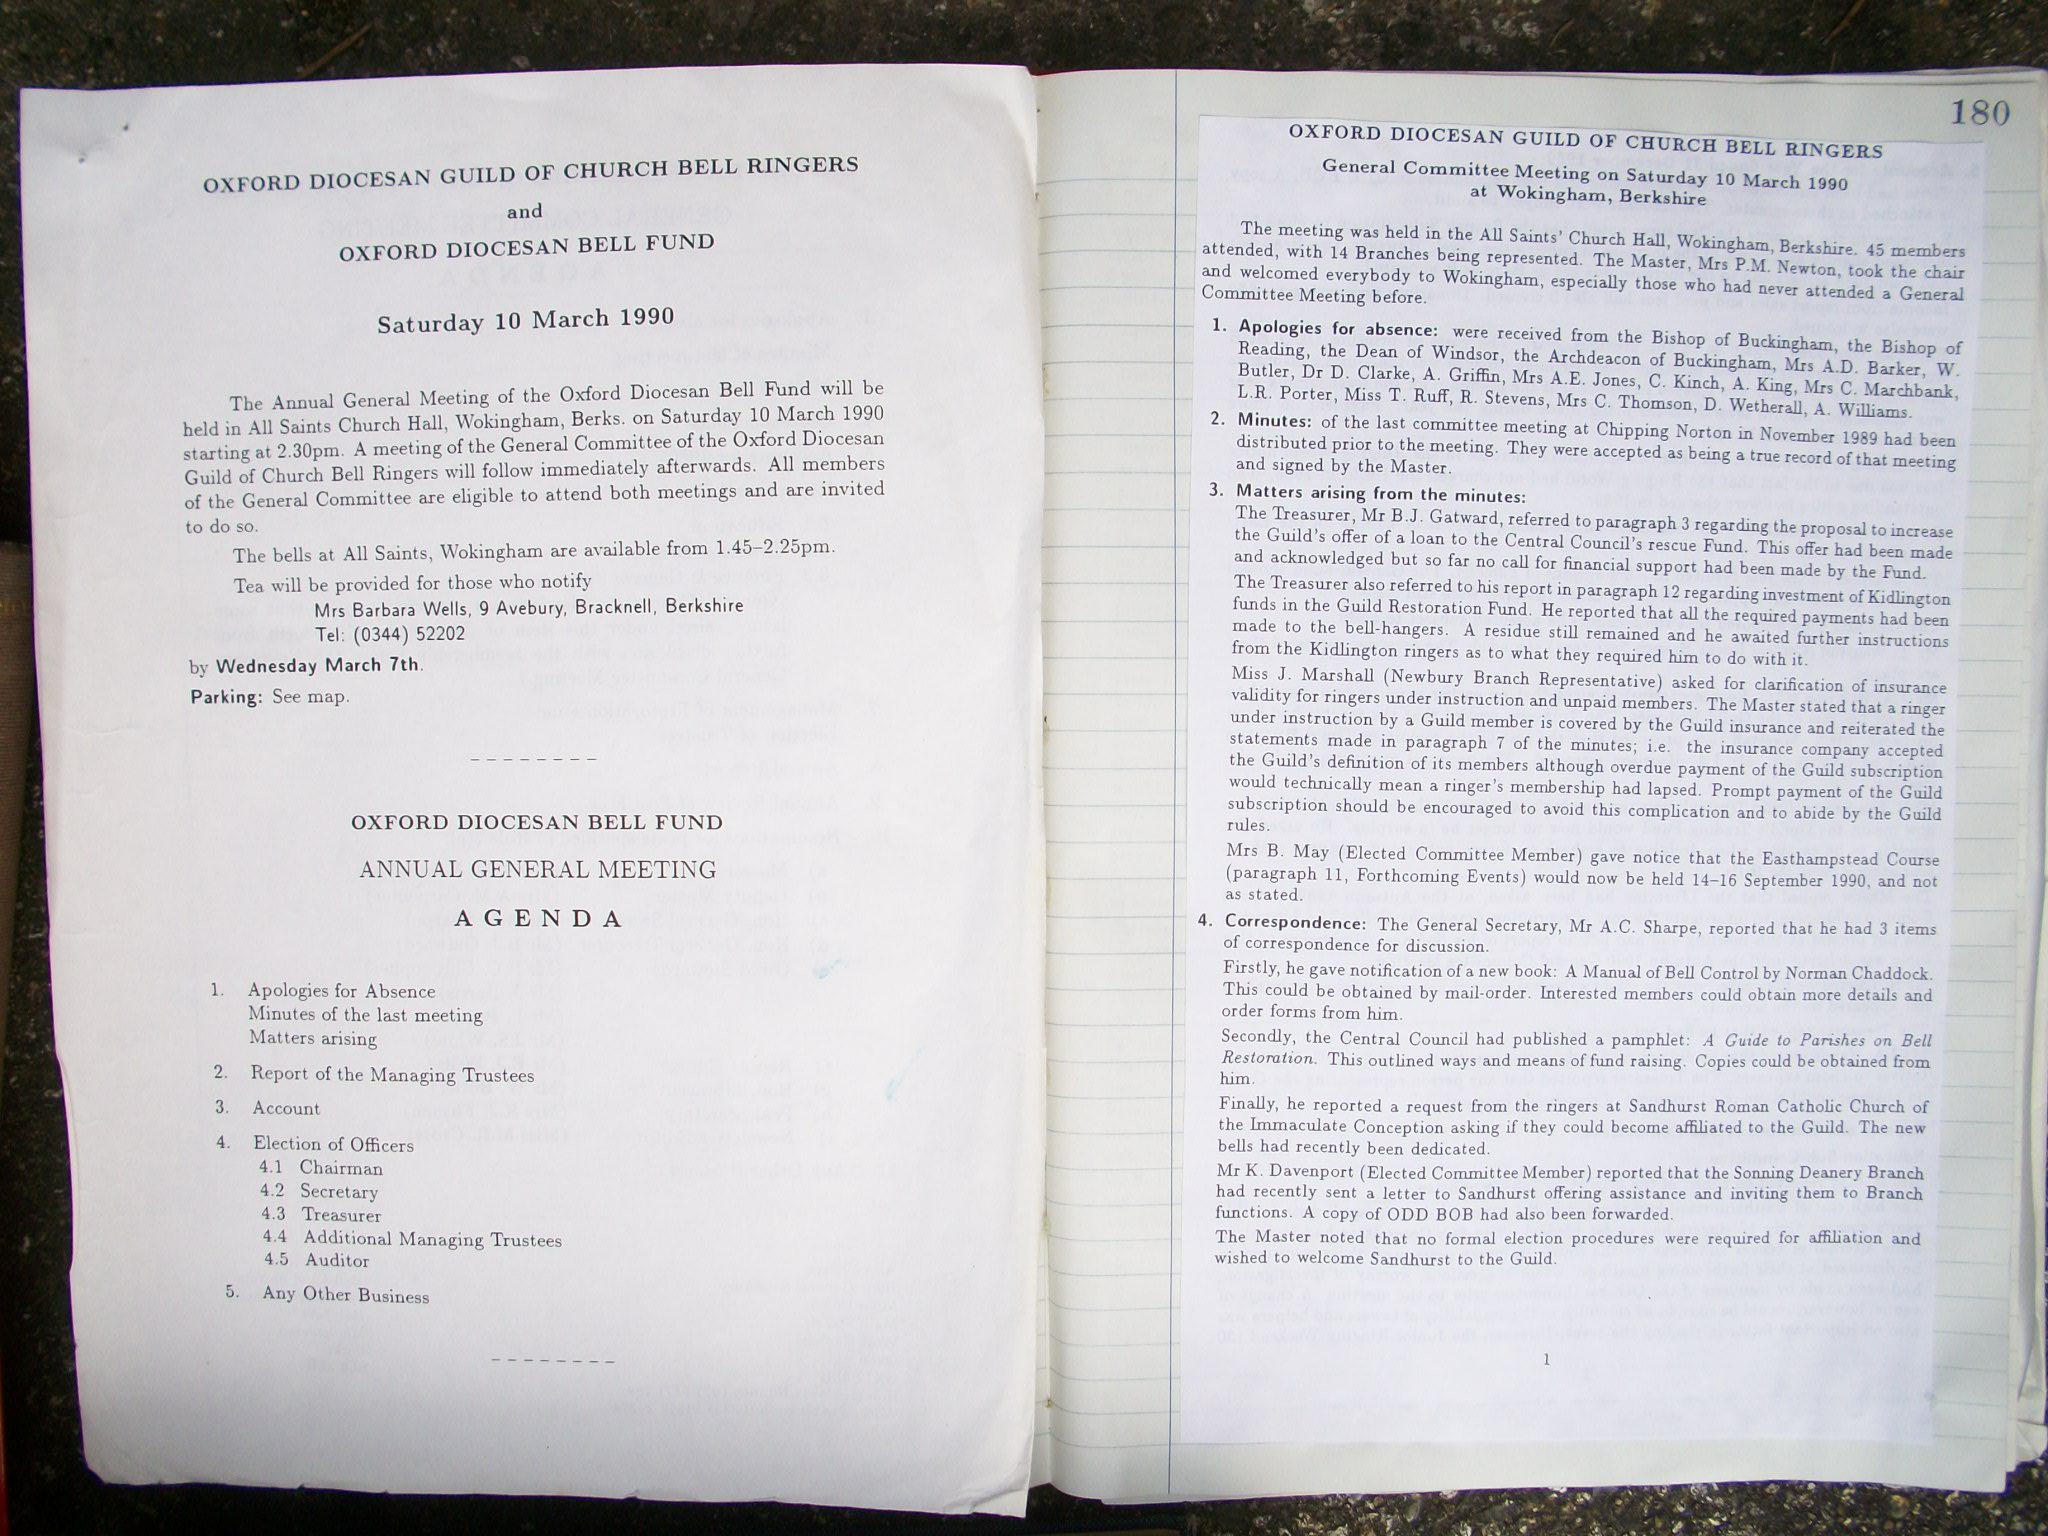 OXFORD DIOCESAN GUILD OF CHURCH BELL RINGERS
and
OXFORD DIOCESAN BELL FUND
Saturday 10 March 1990
The Annual General Meeting of the Oxford Diocesan Bell Fund will be
held in All Saints Church Hall, Wokingham, Berks. on Saturday 10 March 1990
starting at 2.30pm. A meeting of the General Committee of the Oxford Diocesan
Guild of Church Bell Ringers will follow immediately afterwards. All members
of the General Committee are eligible to attend both meetings and are invited
to do so.
The bells at All Saints, Wokingham are available from 1.45–2.25pm.
Tea will be provided for those who notify
Mrs Barbara Wells, 9 Avebury, Bracknell, Berkshire
Tel: (0344) 52202
by Wednesday March 7th.
Parking: See map.
OXFORD DIOCESAN BELL FUND
ANNUAL GENERAL MEETING
A G E N D A
1. Apologies for Absence
Minutes of the last meeting
Matters arising
2. Report of the Managing Trustees
3. Account
4. Election of Officers
4.1 Chairman
4.2 Secretary
4.3 Treasurer
4.4 Additional Managing Trustees
4.5 Auditor
5. Any Other Business
180
OXFORD DIOCESAN GUILD OF CHURCH BELL RINGERS
General Committee Meeting on Saturday 10 March 1990
at Wokingham, Berkshire
The meeting was held in the All Saints' Church Hall, Wokingham, Berkshire. 45 members
attended, with 14 Branches being represented. The Master, Mrs P.M. Newton, took the chair
and welcomed everybody to Wokingham, especially those who had never attended a General
Committee Meeting before.
1. Apologies for absence: were received from the Bishop of Buckingham, the Bishop of
Reading, the Dean of Windsor, the Archdeacon of Buckingham, Mrs A.D. Barker, W.
Butler, Dr D. Clarke, A. Griffin, Mrs A.E. Jones, C. Kinch, A. King, Mrs C. Marchbank,
L.R. Porter, Miss T. Ruff, R. Stevens, Mrs C. Thomson, D. Wetherall, A. Williams.
2. Minutes: of the last committee meeting at Chipping Norton in November 1989 had been
distributed prior to the meeting. They were accepted as being a true record of that meeting
and signed by the Master.
3. Matters arising from the minutes:
The Treasurer, Mr B.J. Gatward, referred to paragraph 3 regarding the proposal to increase
the Guild's offer of a loan to the Central Council's rescue Fund. This offer had been made
and acknowledged but so far no call for financial support had been made by the Fund.
The Treasurer also referred to his report in paragraph 12 regarding investment of Kidlington
funds in the Guild Restoration Fund. He reported that all the required payments had been
made to the bell-hangers. A residue still remained and he awaited further instructions
from the Kidlington ringers as to what they required him to do with it.
Miss J. Marshall (Newbury Branch Representative) asked for clarification of insurance
validity for ringers under instruction and unpaid members. The Master stated that a ringer
under instruction by a Guild member is covered by the Guild insurance and reiterated the
statements made in paragraph 7 of the minutes; i.e. the insurance company accepted
the Guild's definition of its members although overdue payment of the Guild subscription
would technically mean a ringer's membership had lapsed. Prompt payment of the Guild
subscription should be encouraged to avoid this complication and to abide by the Guild
rules.
Mrs B. May (Elected Committee Member) gave notice that the Easthampstead Course
(paragraph 11, Forthcoming Events) would now be held 14–16 September 1990, and not
as stated.
4. Correspondence: The General Secretary, Mr A.C. Sharpe, reported that he had 3 items
of correspondence for discussion.
Firstly, he gave notification of a new book: A Manual of Bell Control by Norman Chaddock.
This could be obtained by mail-order. Interested members could obtain more details and
order forms from him.
Secondly, the Central Council had published a pamphlet: A Guide to Parishes on Bell
Restoration. This outlined ways and means of fund raising. Copies could be obtained from
him.
Finally, he reported a request from the ringers at Sandhurst Roman Catholic Church of
the Immaculate Conception asking if they could become affiliated to the Guild. The new
bells had recently been dedicated.
Mr K. Davenport (Elected Committee Member) reported that the Sonning Deanery Branch
had recently sent a letter to Sandhurst offering assistance and inviting them to Branch
functions. A copy of ODD BOB had also been forwarded.
The Master noted that no formal election procedures were required for affiliation and
wished to welcome Sandhurst to the Guild.
1